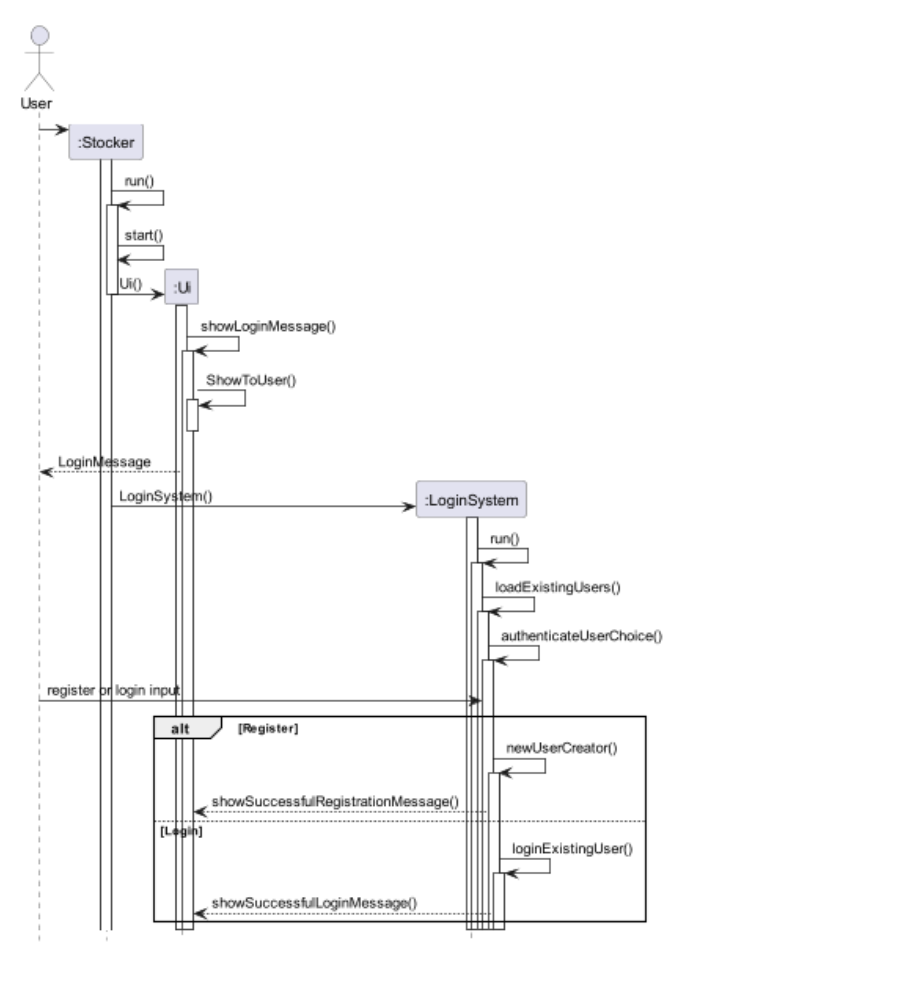 User
:Stocker
run()
start()
Ui()
:Ui
showLoginMessage()
ShowToUser()
LoginMessage
:LoginSystem
LoginSystem()
run()
loadExistingUsers()
authenticateUserChoice()
register or login input
alt [Register]
newUserCreator()
showSuccessfulRegistrationMessage()
[Login]
loginExistingUser()
showSuccessfulLoginMessage()